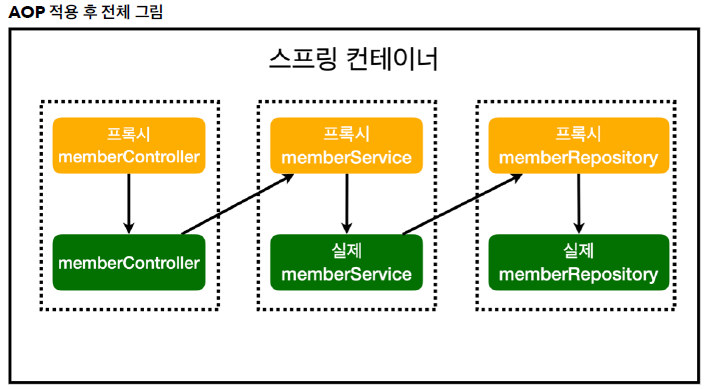 AOP 적용 후 전체 그림
스프링 컨테이너
프록시
memberController
프록시
memberService
프록시
memberRepository
memberController
실제
memberService
실제
memberRepository